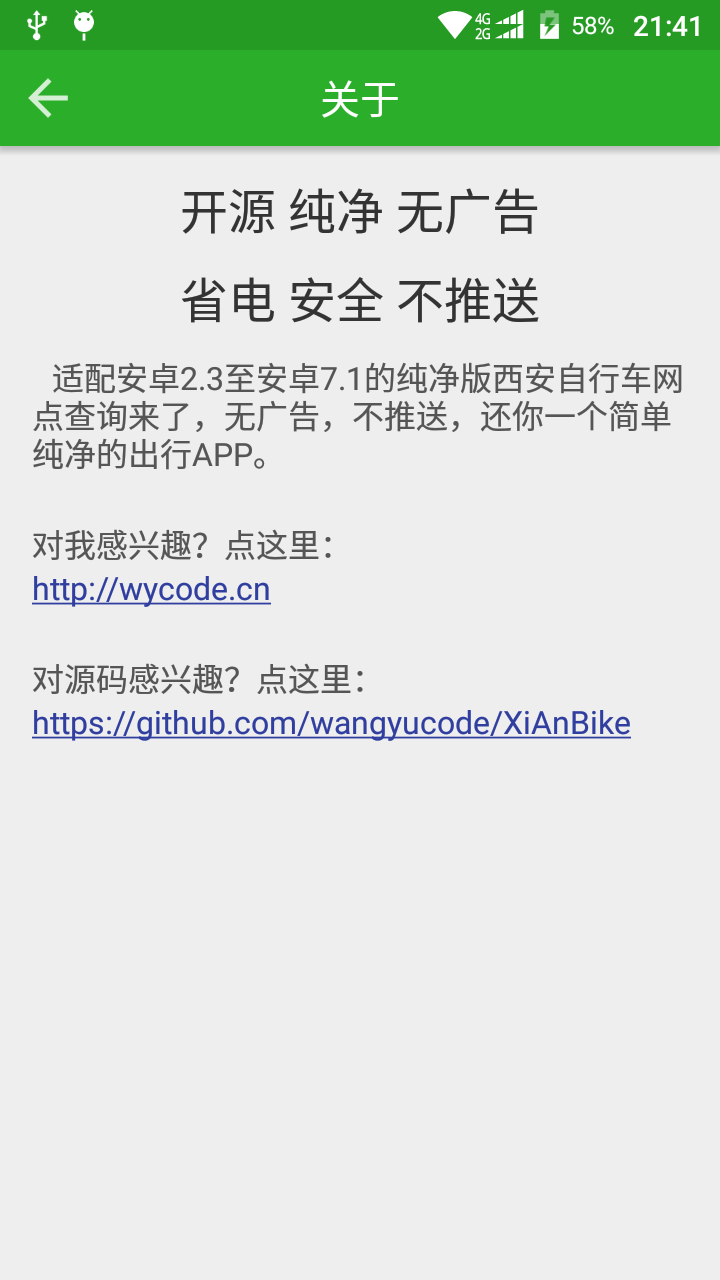 4G
2G
58%
21:41
关于
开源 纯净 无广告
省电 安全 不推送
适配安卓2.3至安卓7.1的纯净版西安自行车网
点查询来了，无广告，不推送，还你一个简单
纯净的出行APP。
对我感兴趣？点这里：
http://wycode.cn
对源码感兴趣？点这里：
https://github.com/wangyucode/XiAnBike